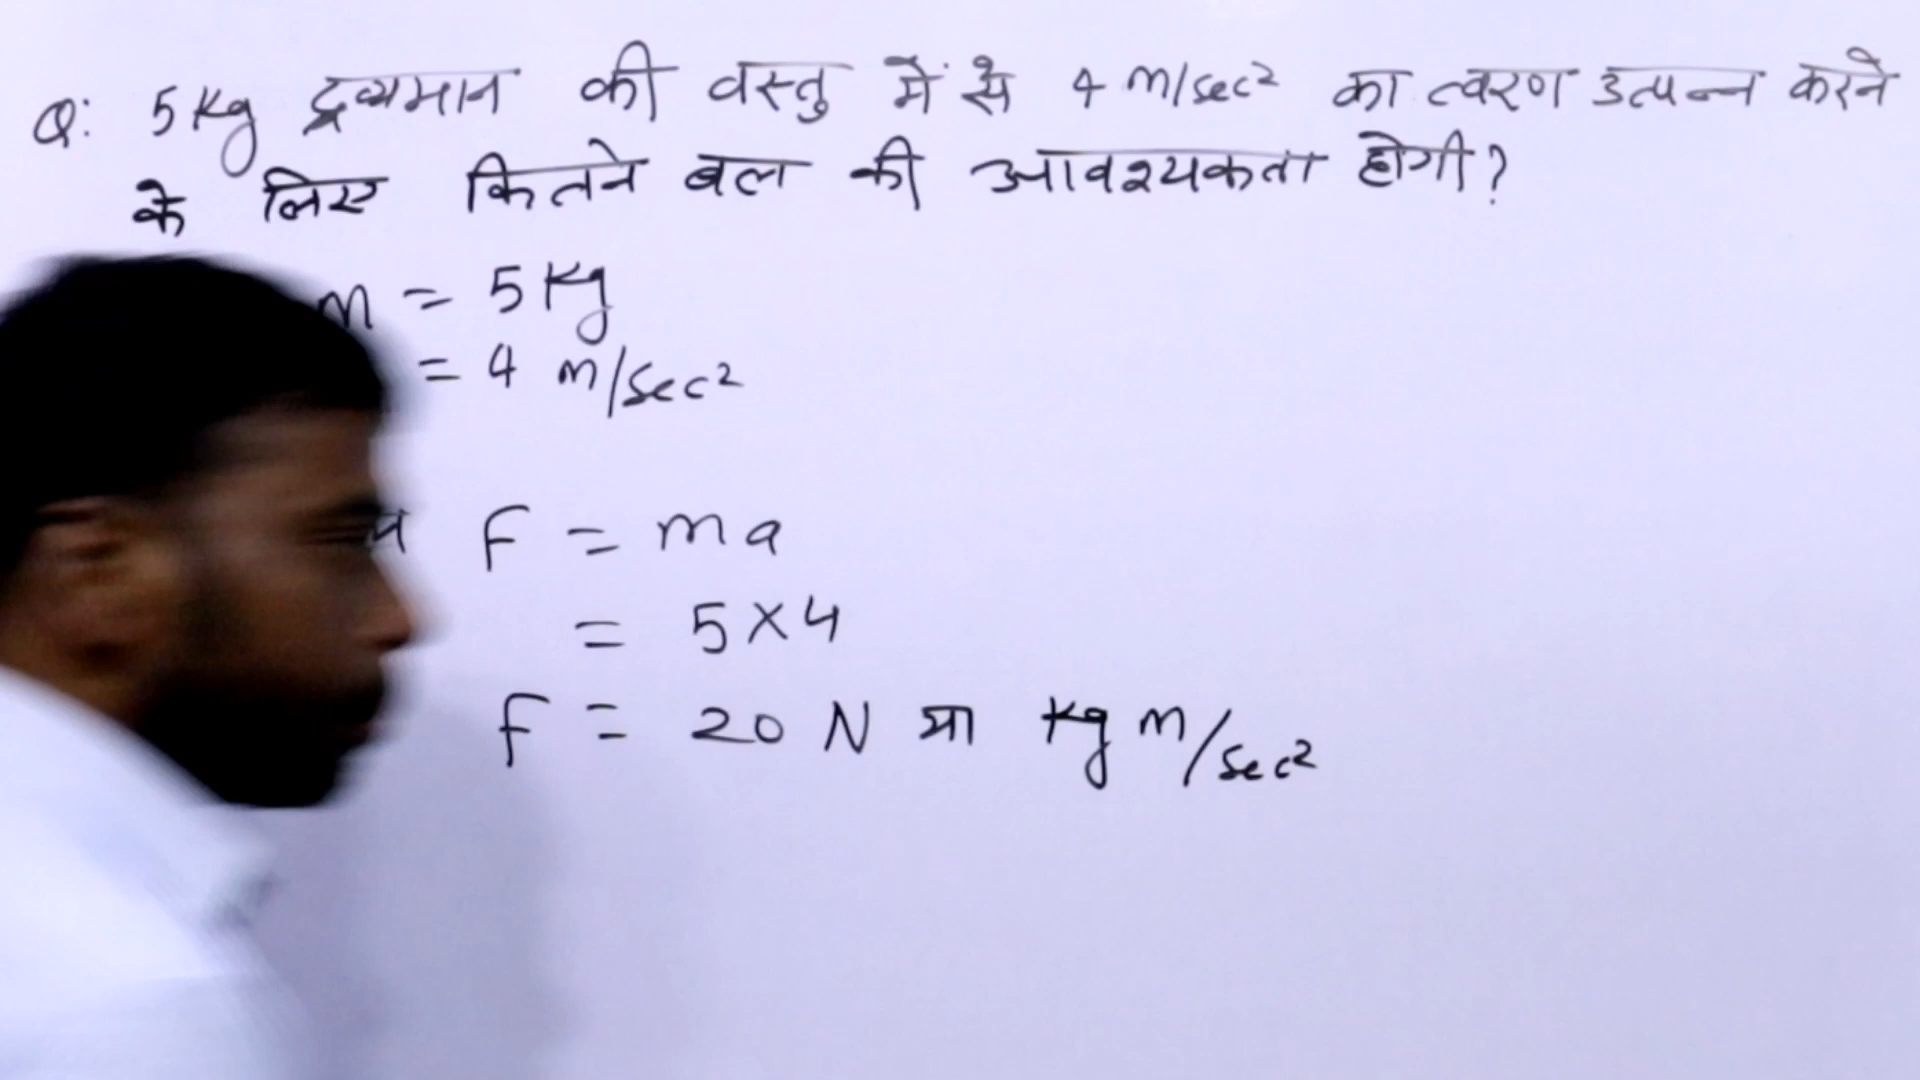 Q: 5 Kg द्रव्यमान की वस्तु में से 4 m/sec² का त्वरण उत्पन्न करने
के लिए कितने बल की आवश्यकता होगी?
m = 5 Kg
= 4 m/sec²
F = ma
= 5×4
F = 20 N या Kg m/sec²